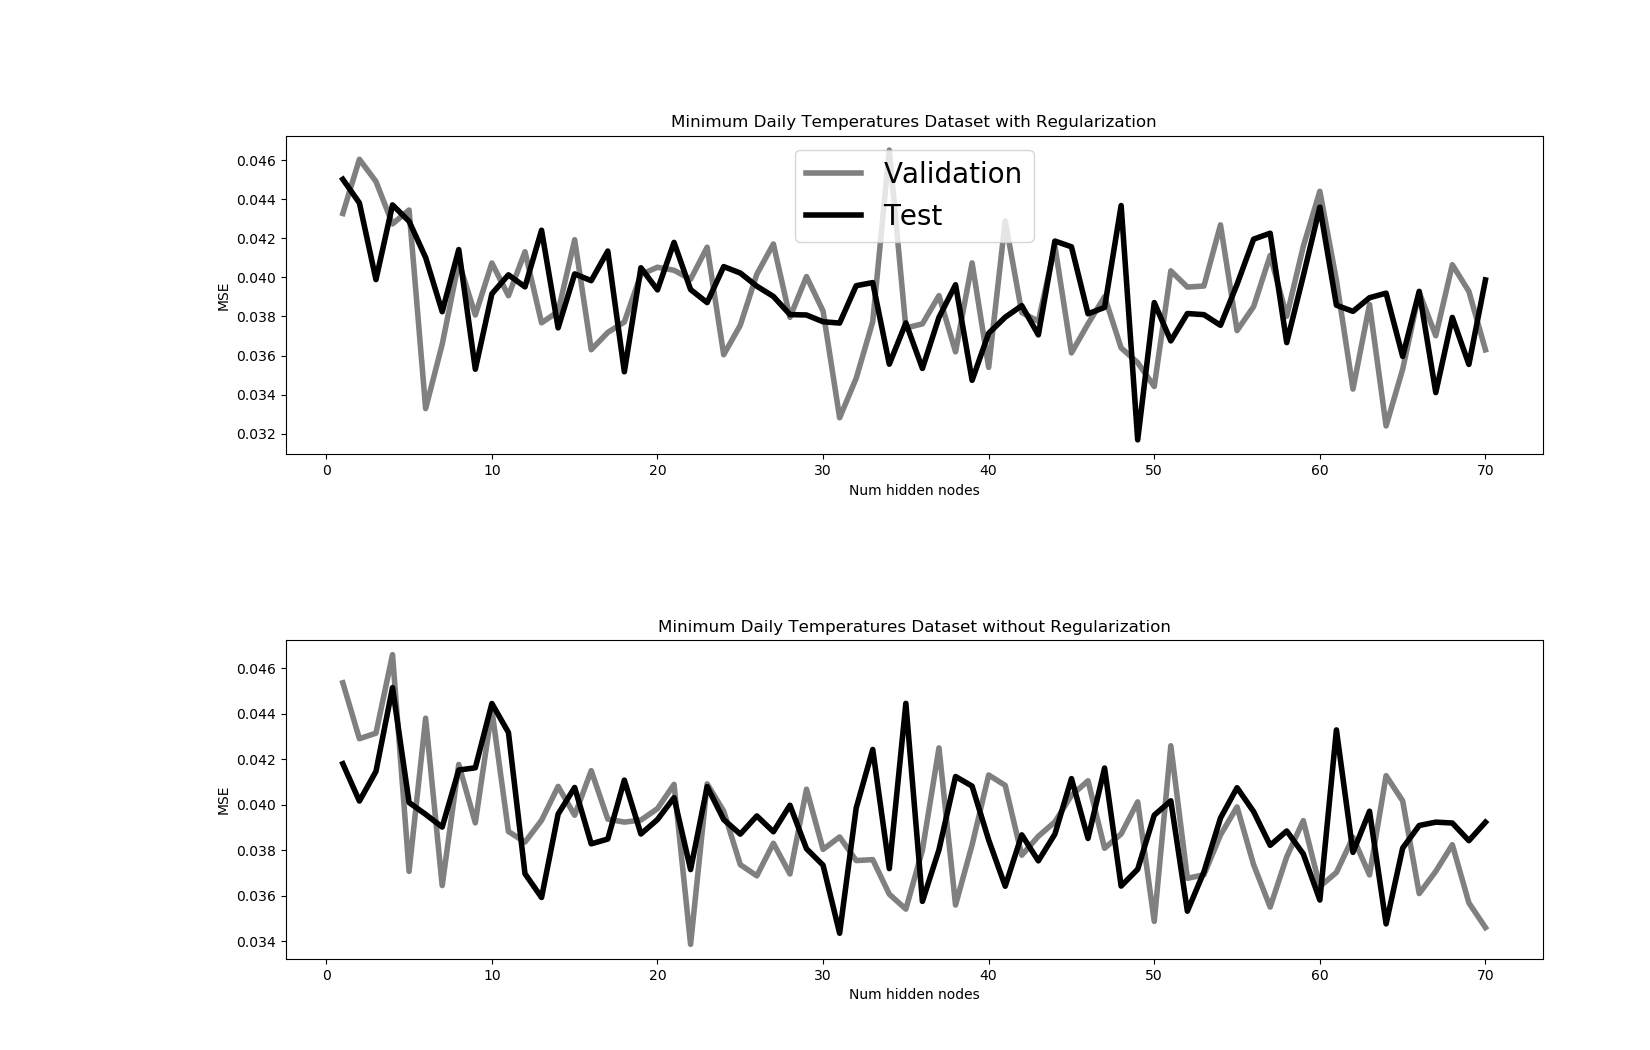 Minimum Daily Temperatures Dataset with Regularization
Validation
Test
MSE
0.046
0.044
0.042
0.040
0.038
0.036
0.034
0.032
0 10 20 30 40 50 60 70
Num hidden nodes
Minimum Daily Temperatures Dataset without Regularization
MSE
0.046
0.044
0.042
0.040
0.038
0.036
0.034
0 10 20 30 40 50 60 70
Num hidden nodes